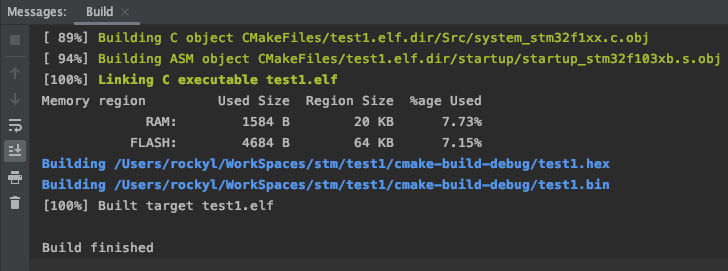 Messages: Build ×
[ 89%] Building C object CMakeFiles/test1.elf.dir/Src/system_stm32f1xx.c.obj
[ 94%] Building ASM object CMakeFiles/test1.elf.dir/startup/startup_stm32f103xb.s.obj
[100%] Linking C executable test1.elf
Memory region         Used Size  Region Size  %age Used
             RAM:        1584 B        20 KB      7.73%
           FLASH:        4684 B        64 KB      7.15%
Building /Users/rockyl/WorkSpaces/stm/test1/cmake-build-debug/test1.hex
Building /Users/rockyl/WorkSpaces/stm/test1/cmake-build-debug/test1.bin
[100%] Built target test1.elf
Build finished